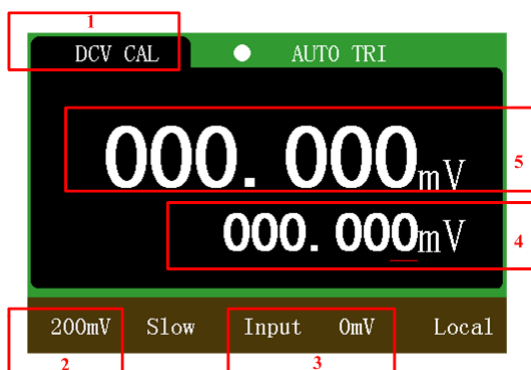 1
DCV CAL AUTO TRI
000.000mV 5
000.000mV 4
200mV Slow Input 0mV Local
2 3